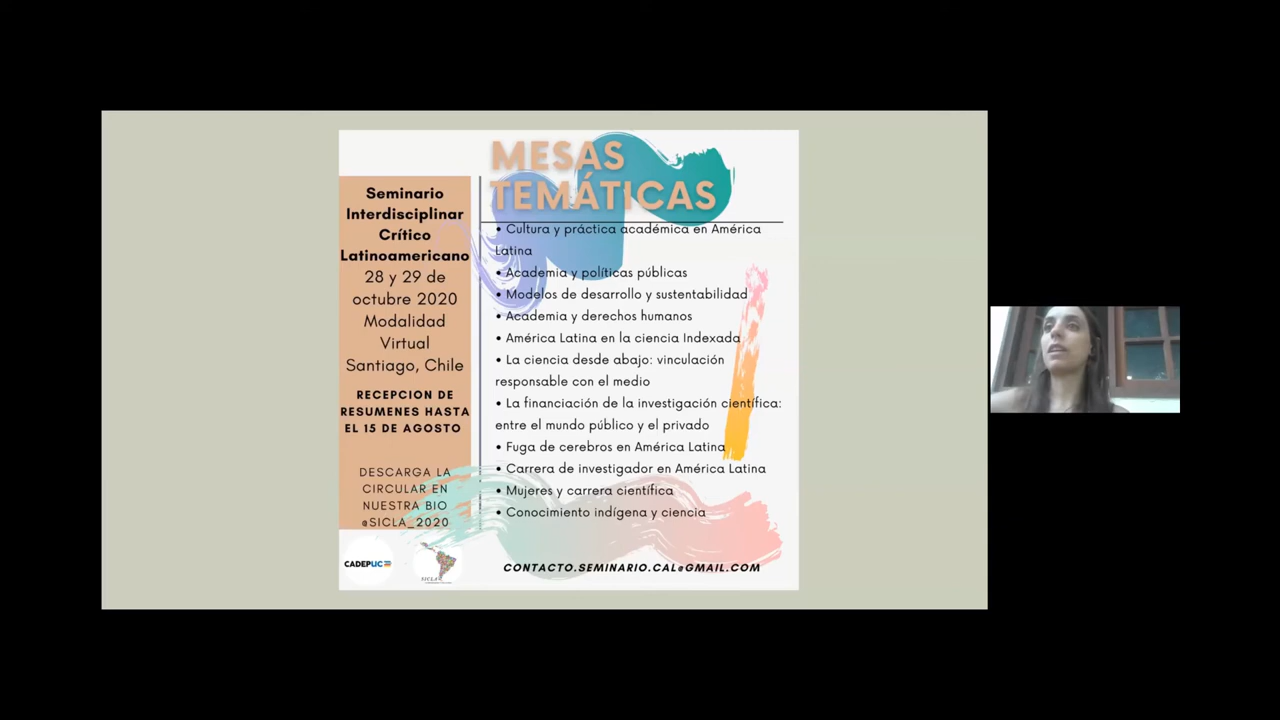 MESAS
TEMÁTICAS
Seminario
Interdisciplinar
Crítico
Latinoamericano
28 y 29 de
octubre 2020
Modalidad
Virtual
Santiago, Chile
RECEPCION DE
RESUMENES HASTA
EL 15 DE AGOSTO
DESCARGA LA
CIRCULAR EN
NUESTRA BIO
@SICLA_2020
CADEPUC
SICLA
• Cultura y práctica académica en América
Latina
• Academia y políticas públicas
• Modelos de desarrollo y sustentabilidad
• Academia y derechos humanos
• América Latina en la ciencia Indexada
• La ciencia desde abajo: vinculación
responsable con el medio
• La financiación de la investigación científica:
entre el mundo público y el privado
• Fuga de cerebros en América Latina
• Carrera de investigador en América Latina
• Mujeres y carrera científica
• Conocimiento indígena y ciencia
CONTACTO.SEMINARIO.CAL@GMAIL.COM